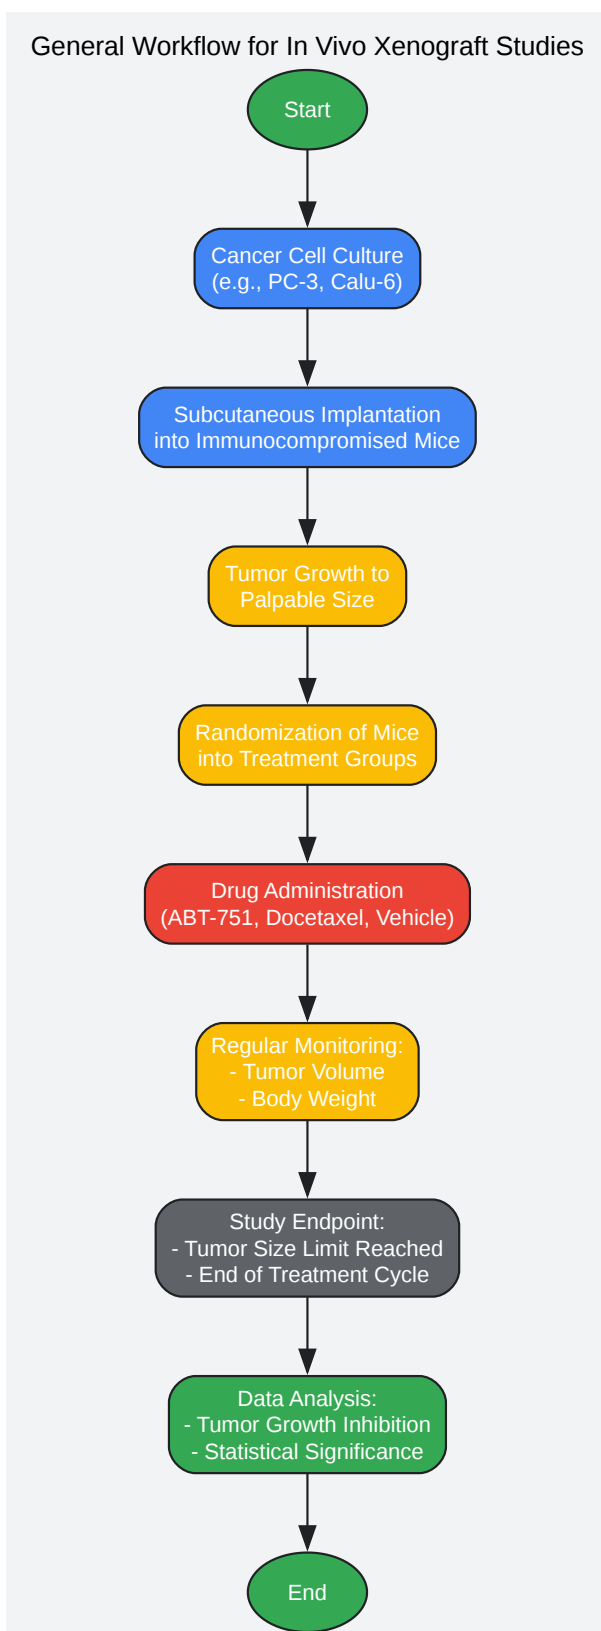 General Workflow for In Vivo Xenograft Studies
Start
Cancer Cell Culture
(e.g., PC-3, Calu-6)
Subcutaneous Implantation
into Immunocompromised Mice
Tumor Growth to
Palpable Size
Randomization of Mice
into Treatment Groups
Drug Administration
(ABT-751, Docetaxel, Vehicle)
Regular Monitoring:
- Tumor Volume
- Body Weight
Study Endpoint:
- Tumor Size Limit Reached
- End of Treatment Cycle
Data Analysis:
- Tumor Growth Inhibition
- Statistical Significance
End